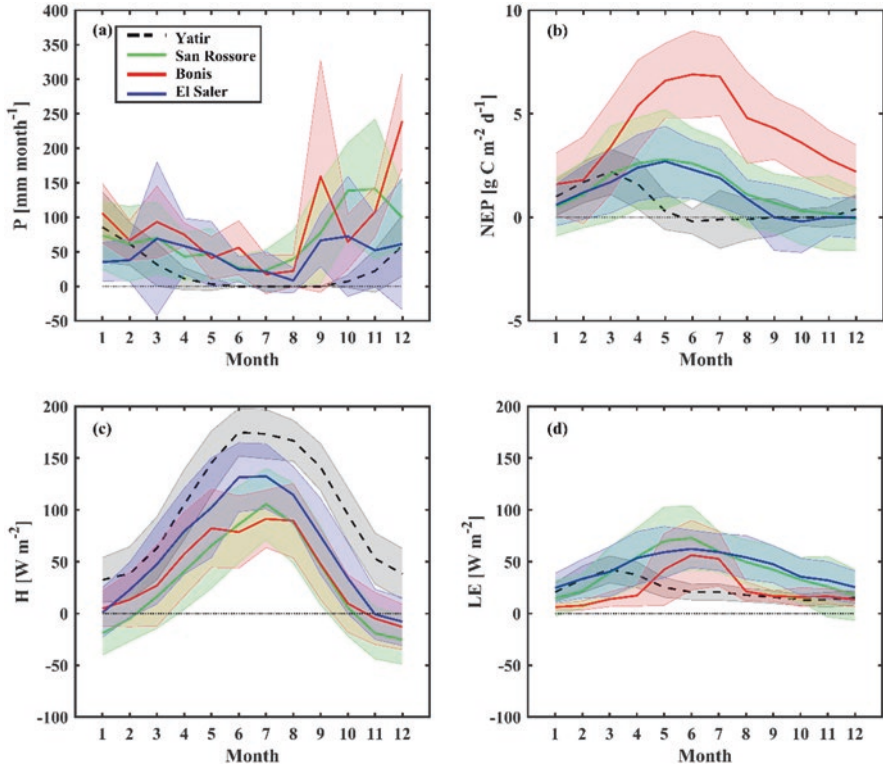 (a)
Yatir
San Rossore
Bonis
El Saler
P [mm month⁻¹]
400
350
300
250
200
150
100
50
0
-50
1 2 3 4 5 6 7 8 9 10 11 12
Month
(b)
NEP [g C m⁻² d⁻¹]
10
5
0
-5
1 2 3 4 5 6 7 8 9 10 11 12
Month
(c)
H [W m⁻²]
200
150
100
50
0
-50
-100
1 2 3 4 5 6 7 8 9 10 11 12
Month
(d)
LE [W m⁻²]
200
150
100
50
0
-50
-100
1 2 3 4 5 6 7 8 9 10 11 12
Month